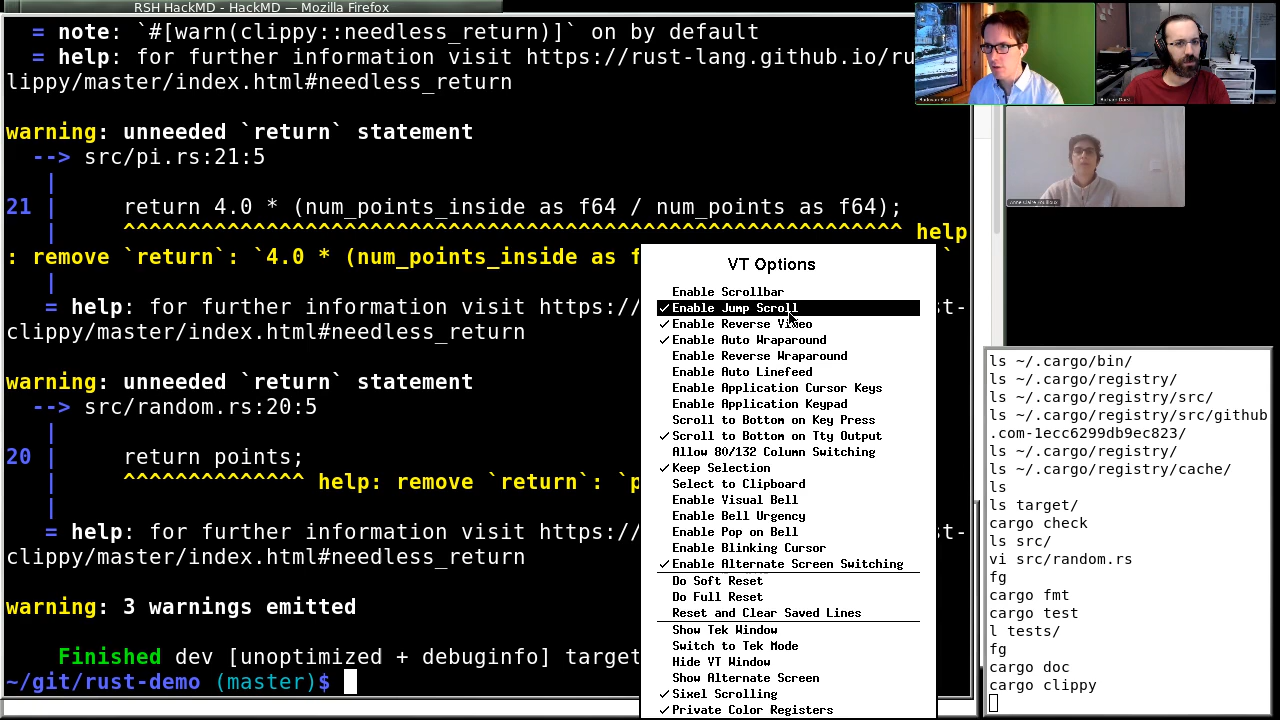 RSH HackMD - HackMD — Mozilla Firefox
= note: `#[warn(clippy::needless_return)]` on by default
= help: for further information visit https://rust-lang.github.io/ru
lippy/master/index.html#needless_return
warning: unneeded `return` statement
--> src/pi.rs:21:5
|
21 |     return 4.0 * (num_points_inside as f64 / num_points as f64);
|     ^^^^^^^^^^^^^^^^^^^^^^^^^^^^^^^^^^^^^^^^^^^^^^^^^^^^^^^^^^^^ help
: remove `return`: `4.0 * (num_points_inside as f `
|
= help: for further information visit https:// st-
clippy/master/index.html#needless_return
warning: unneeded `return` statement
--> src/random.rs:20:5
|
20 |     return points;
|     ^^^^^^^^^^^^^^ help: remove `return`: `p
|
= help: for further information visit https:// st-
clippy/master/index.html#needless_return
warning: 3 warnings emitted
Finished dev [unoptimized + debuginfo] target
~/git/rust-demo (master)$
VT Options
Enable Scrollbar
✓ Enable Jump Scroll
✓ Enable Reverse Video
✓ Enable Auto Wraparound
Enable Reverse Wraparound
Enable Auto Linefeed
Enable Application Cursor Keys
Enable Application Keypad
Scroll to Bottom on Key Press
✓ Scroll to Bottom on Tty Output
Allow 80/132 Column Switching
✓ Keep Selection
Select to Clipboard
Enable Visual Bell
Enable Bell Urgency
Enable Pop on Bell
Enable Blinking Cursor
✓ Enable Alternate Screen Switching
Do Soft Reset
Do Full Reset
Reset and Clear Saved Lines
Show Tek Window
Switch to Tek Mode
Hide VT Window
Show Alternate Screen
✓ Sixel Scrolling
✓ Private Color Registers
ls ~/.cargo/bin/
ls ~/.cargo/registry/
ls ~/.cargo/registry/src/
ls ~/.cargo/registry/src/github
.com-1ecc6299db9ec823/
ls ~/.cargo/registry/
ls ~/.cargo/registry/cache/
ls
ls target/
cargo check
ls src/
vi src/random.rs
fg
cargo fmt
cargo test
l tests/
fg
cargo doc
cargo clippy